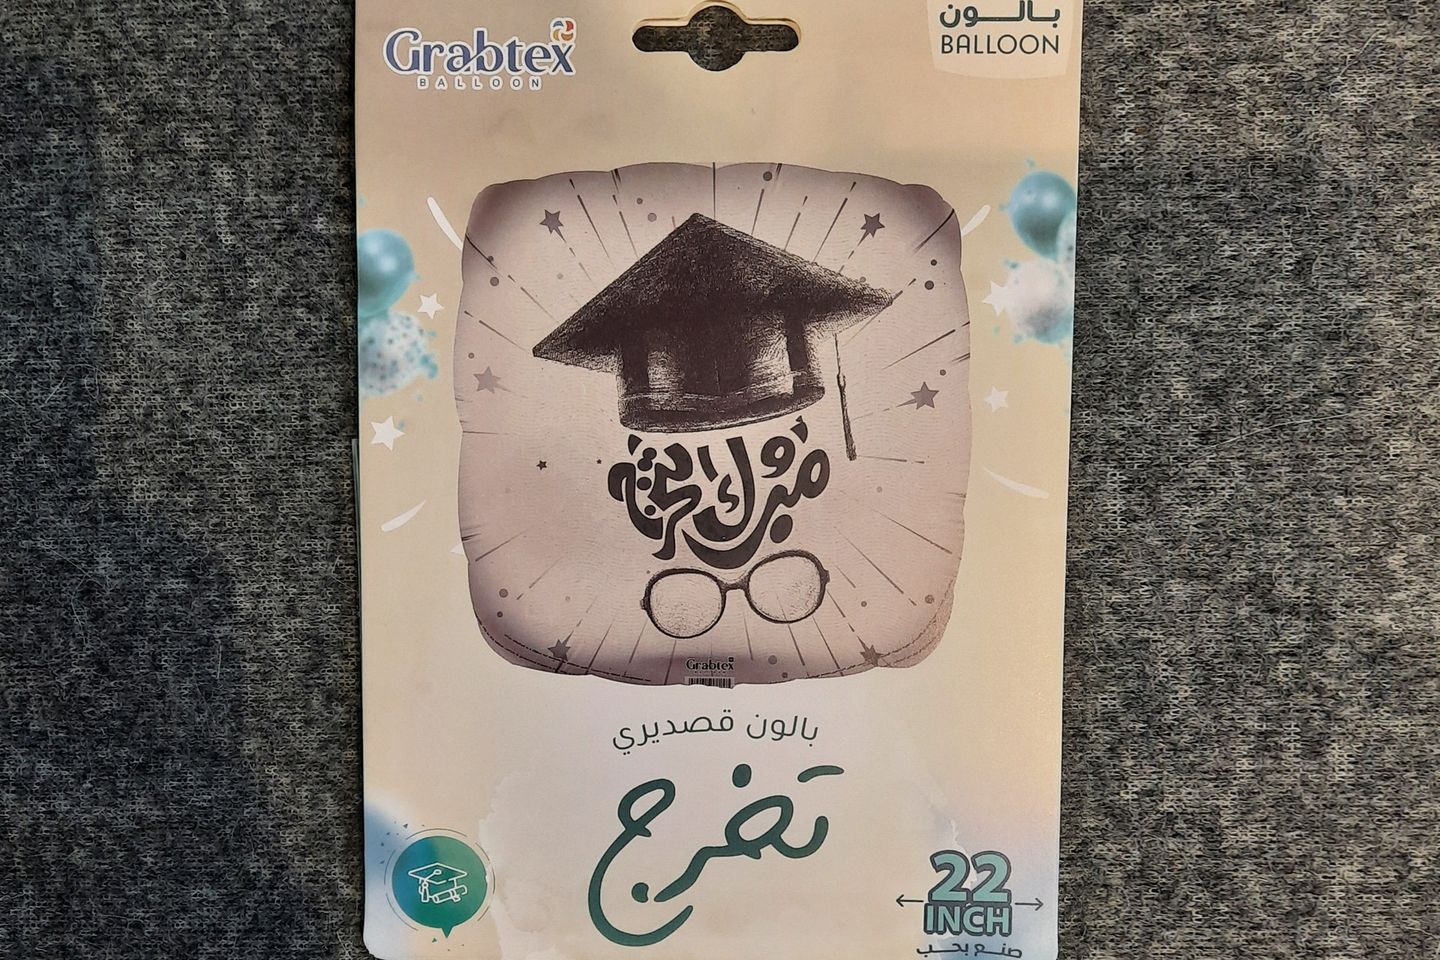 Grabtex
BALLOON
بالون
BALLOON
مبروك التخرج
Grabtex
بالون قصديري
تخرج
22
INCH
صنع بحب